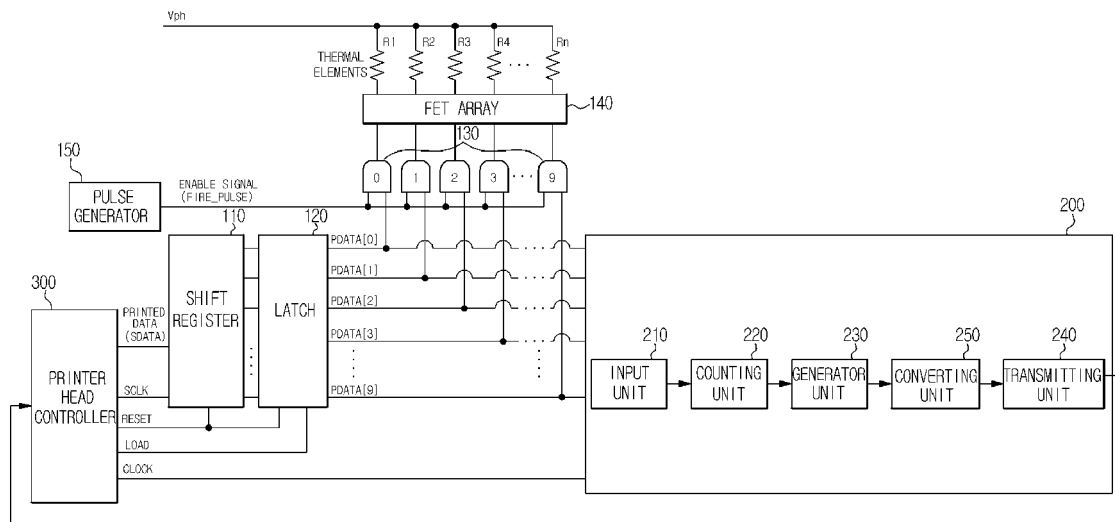 Vph
R1 R2 R3 R4 Rn
THERMAL
ELEMENTS
...
FET ARRAY
140
130
150
0 1 2 3 ... 9
PULSE
GENERATOR
ENABLE SIGNAL
(FIRE_PULSE)
110
120
200
PDATA[0]
PDATA[1]
PDATA[2]
PDATA[3]
PDATA[9]
300
SHIFT
REGISTER
LATCH
PRINTED
DATA
(SDATA)
PRINTER
HEAD
CONTROLLER
SCLK
RESET
LOAD
CLOCK
210
220
230
250
240
INPUT
UNIT
COUNTING
UNIT
GENERATOR
UNIT
CONVERTING
UNIT
TRANSMITTING
UNIT